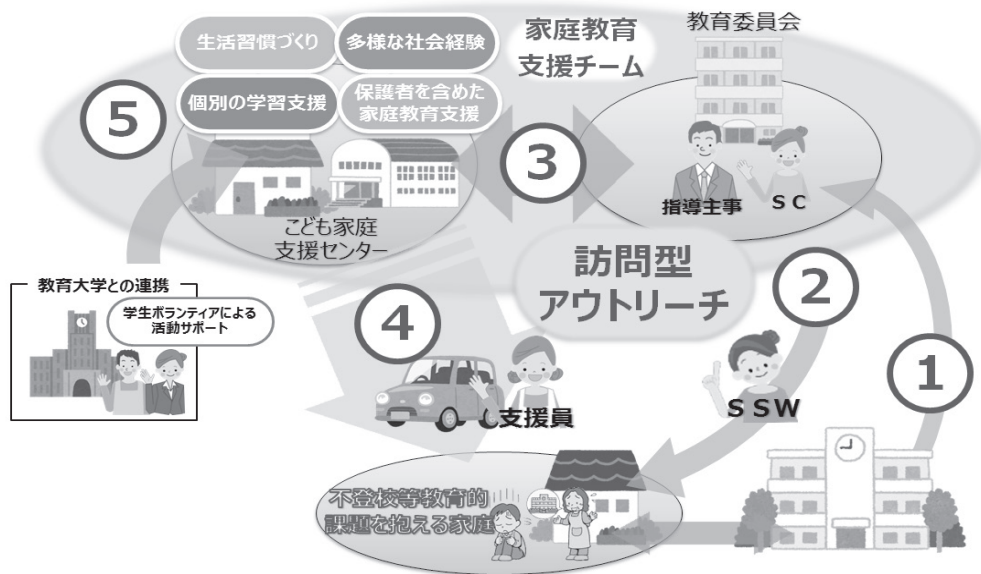 生活習慣づくり
多様な社会経験
個別の学習支援
保護者を含めた
家庭教育支援
家庭教育
支援チーム
教育委員会
⑤
③
指導主事
SC
こども家庭
支援センター
訪問型
アウトリーチ
②
教育大学との連携
学生ボランティアによる
活動サポート
④
支援員
SSW
①
不登校等教育的
課題を抱える家庭